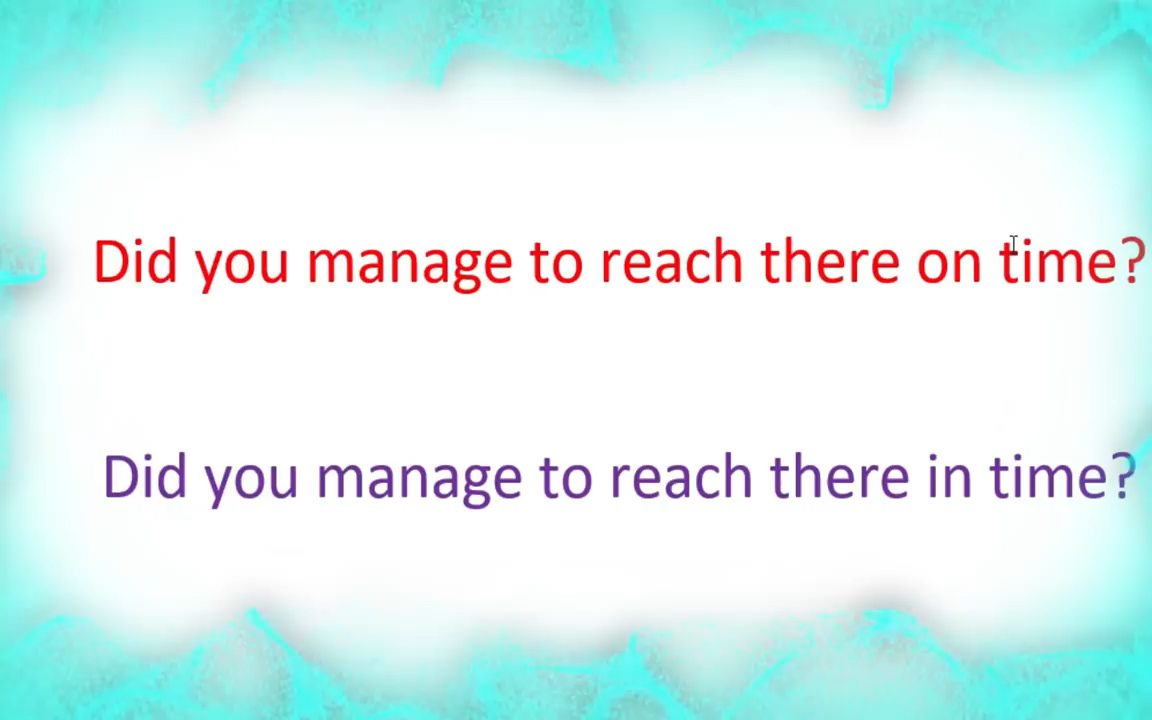 Did you manage to reach there on time?
Did you manage to reach there in time?